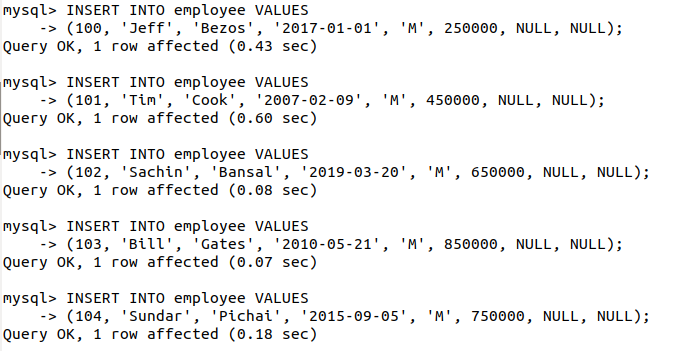 mysql> INSERT INTO employee VALUES
    -> (100, 'Jeff', 'Bezos', '2017-01-01', 'M', 250000, NULL, NULL);
Query OK, 1 row affected (0.43 sec)

mysql> INSERT INTO employee VALUES
    -> (101, 'Tim', 'Cook', '2007-02-09', 'M', 450000, NULL, NULL);
Query OK, 1 row affected (0.60 sec)

mysql> INSERT INTO employee VALUES
    -> (102, 'Sachin', 'Bansal', '2019-03-20', 'M', 650000, NULL, NULL);
Query OK, 1 row affected (0.08 sec)

mysql> INSERT INTO employee VALUES
    -> (103, 'Bill', 'Gates', '2010-05-21', 'M', 850000, NULL, NULL);
Query OK, 1 row affected (0.07 sec)

mysql> INSERT INTO employee VALUES
    -> (104, 'Sundar', 'Pichai', '2015-09-05', 'M', 750000, NULL, NULL);
Query OK, 1 row affected (0.18 sec)